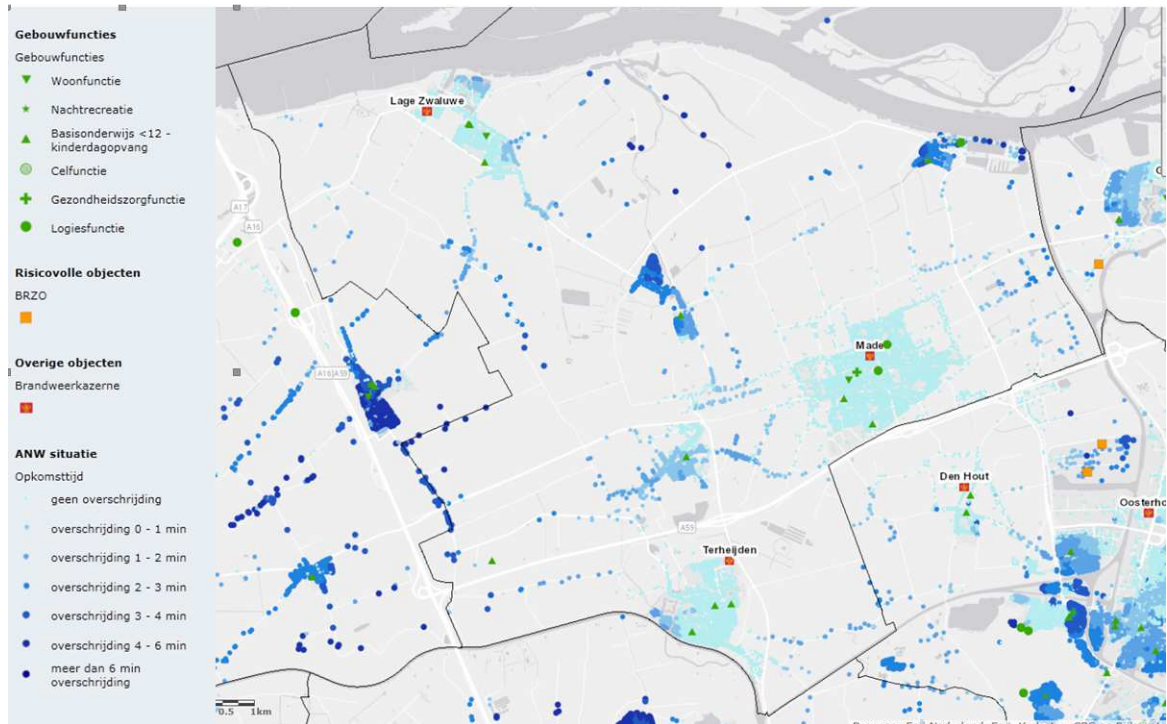 Gebouwfuncties
Gebouwfuncties
Woonfunctie
Nachtrecreatie
Basisonderwijs <12 -
kinderdagopvang
Celfunctie
Gezondheidszorgfunctie
Logiesfunctie
Risicovolle objecten
BRZO
Overige objecten
Brandweerkazerne
ANW situatie
Opkomsttijd
geen overschrijding
overschrijding 0 - 1 min
overschrijding 1 - 2 min
overschrijding 2 - 3 min
overschrijding 3 - 4 min
overschrijding 4 - 6 min
meer dan 6 min
overschrijding
Lage Zwaluwe
A17
A16
A16|A59
Made
Den Hout
Oosterho
A59
Terheijden
0.5 1km